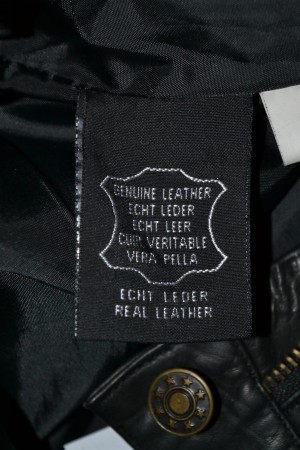 GENUINE LEATHER
ECHT LEDER
ECHT LEER
CUIR VERITABLE
VERA PELLA
ECHT LEDER
REAL LEATHER